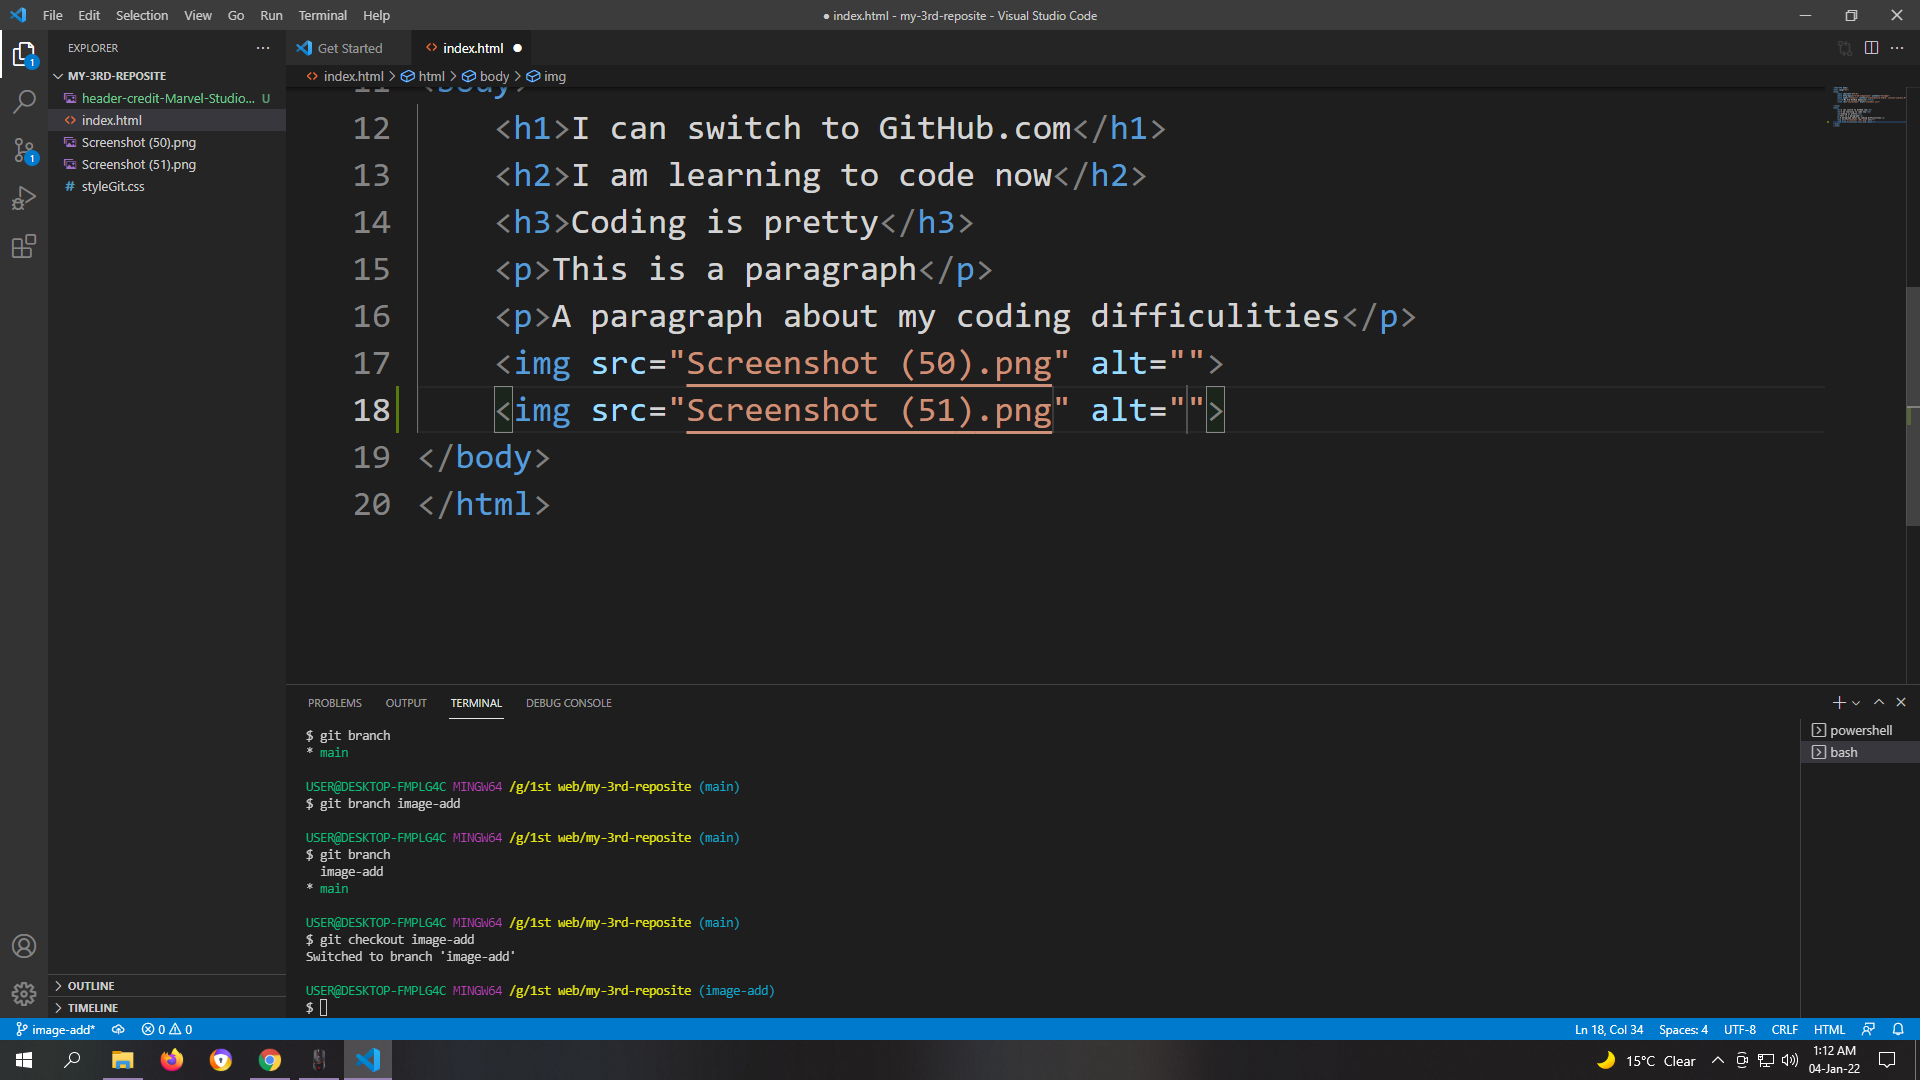 File Edit Selection View Go Run Terminal Help
● index.html - my-3rd-reposite - Visual Studio Code
EXPLORER
MY-3RD-REPOSITE
header-credit-Marvel-Studio... U
index.html
Screenshot (50).png
Screenshot (51).png
# styleGit.css
OUTLINE
TIMELINE
Get Started
<> index.html ●
<> index.html > html > body > img
11 <body>
12 <h1>I can switch to GitHub.com</h1>
13 <h2>I am learning to code now</h2>
14 <h3>Coding is pretty</h3>
15 <p>This is a paragraph</p>
16 <p>A paragraph about my coding difficulities</p>
17 <img src="Screenshot (50).png" alt="">
18 <img src="Screenshot (51).png" alt="">
19 </body>
20 </html>
PROBLEMS OUTPUT TERMINAL DEBUG CONSOLE
$ git branch
* main
USER@DESKTOP-FMPLG4C MINGW64 /g/1st web/my-3rd-reposite (main)
$ git branch image-add
USER@DESKTOP-FMPLG4C MINGW64 /g/1st web/my-3rd-reposite (main)
$ git branch
image-add
* main
USER@DESKTOP-FMPLG4C MINGW64 /g/1st web/my-3rd-reposite (main)
$ git checkout image-add
Switched to branch 'image-add'
USER@DESKTOP-FMPLG4C MINGW64 /g/1st web/my-3rd-reposite (image-add)
$
powershell
bash
1
1
image-add* 0 0
Ln 18, Col 34 Spaces: 4 UTF-8 CRLF HTML
15°C Clear
1:12 AM
04-Jan-22